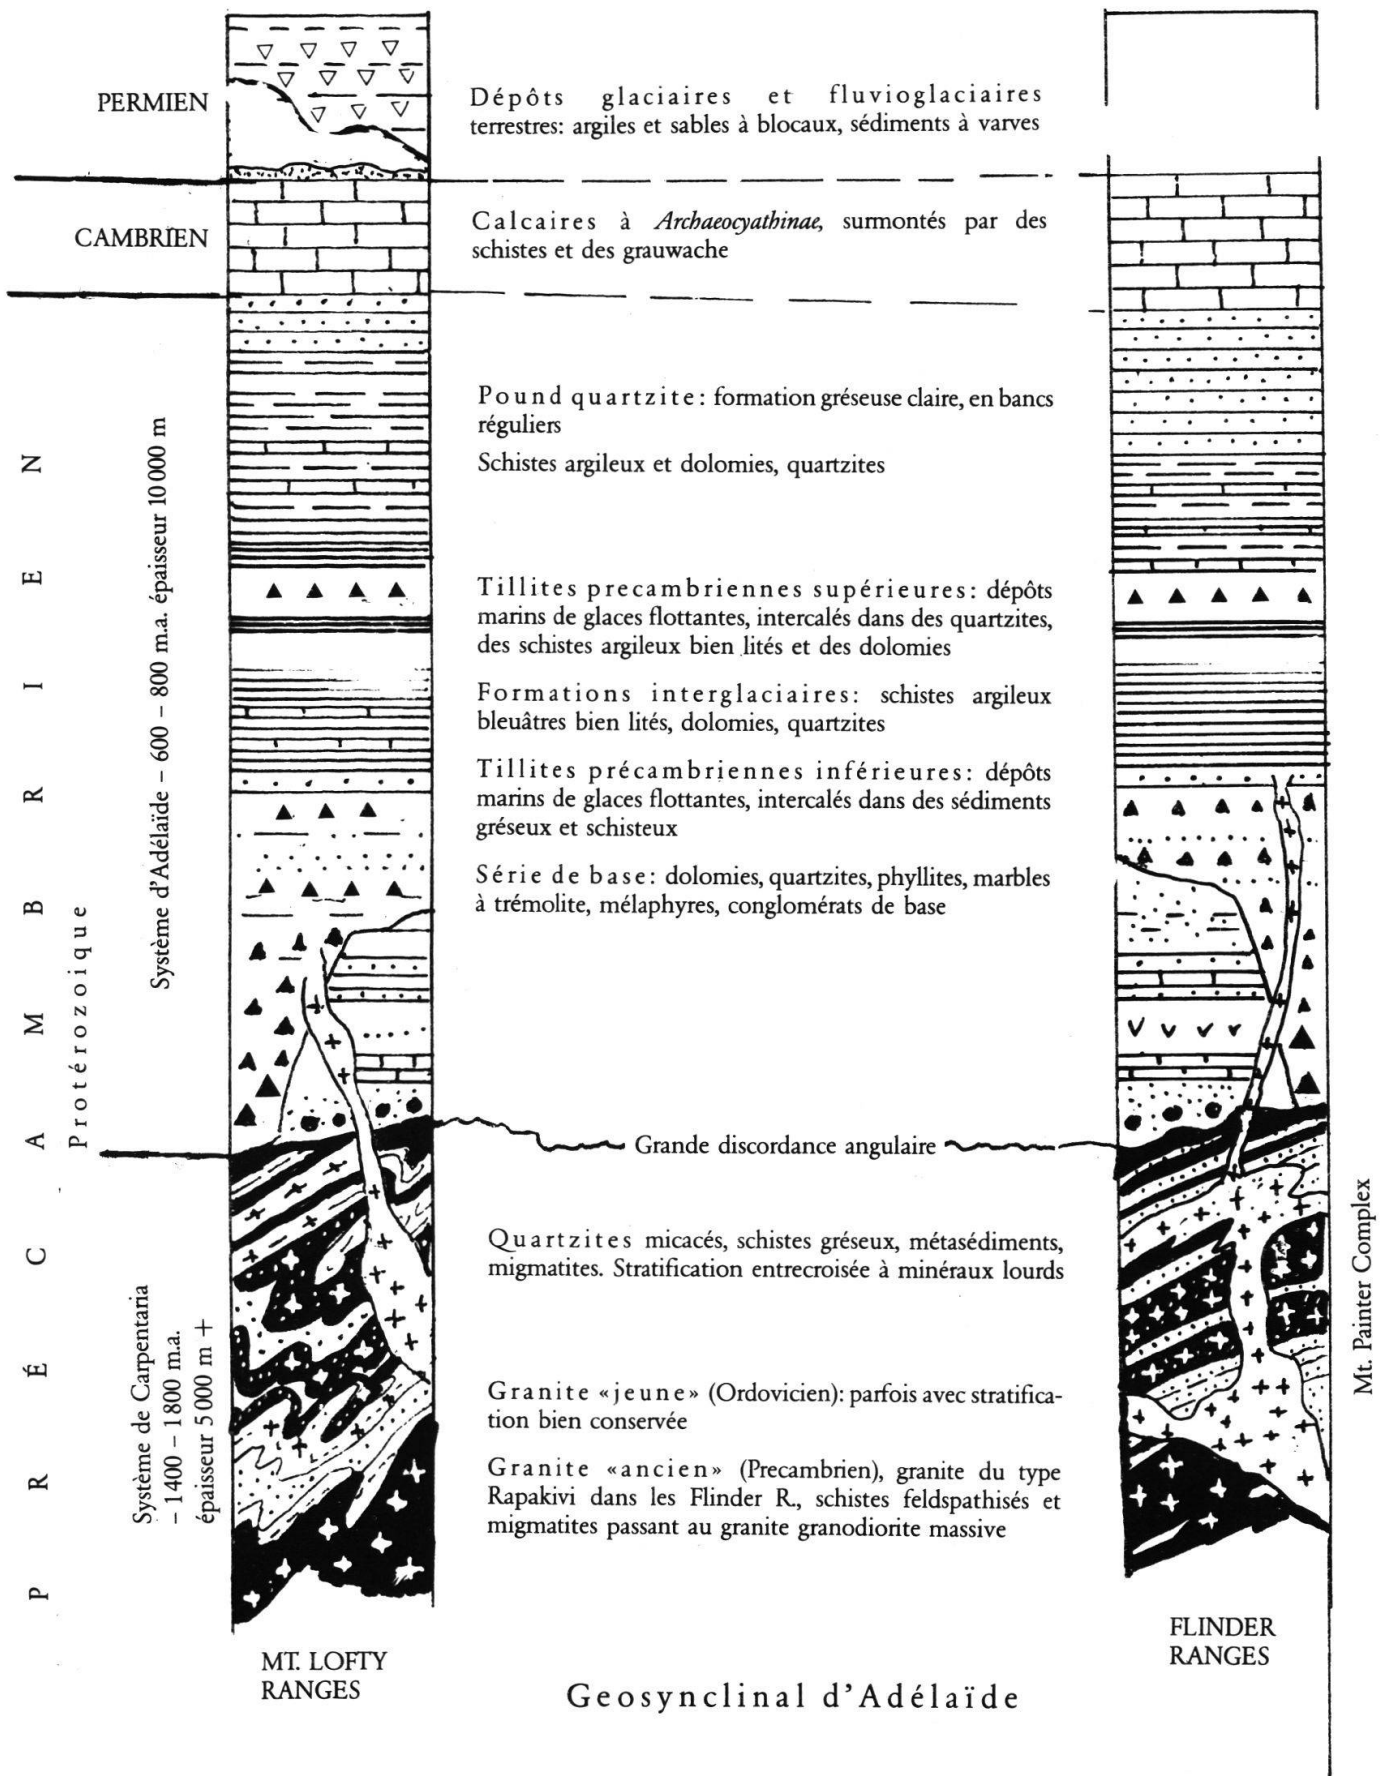 PERMIEN
Dépôts glaciaires et fluvioglaciaires
terrestres: argiles et sables à blocaux, sédiments à varves
CAMBRIEN
Calcaires à Archaeocyathinae, surmontés par des
schistes et des grauwache
PRÉCAMBRIEN
Protérozoique
Système d'Adélaïde – 600 – 800 m.a. épaisseur 10 000 m
Pound quartzite: formation gréseuse claire, en bancs
réguliers
Schistes argileux et dolomies, quartzites
Tillites precambriennes supérieures: dépôts
marins de glaces flottantes, intercalés dans des quartzites,
des schistes argileux bien lités et des dolomies
Formations interglaciaires: schistes argileux
bleuâtres bien lités, dolomies, quartzites
Tillites précambriennes inférieures: dépôts
marins de glaces flottantes, intercalés dans des sédiments
gréseux et schisteux
Série de base: dolomies, quartzites, phyllites, marbles
à trémolite, mélaphyres, conglomérats de base
Grande discordance angulaire
Système de Carpentaria
– 1400 – 1800 m.a.
épaisseur 5 000 m +
Quartzites micacés, schistes gréseux, métasédiments,
migmatites. Stratification entrecroisée à minéraux lourds
Granite «jeune» (Ordovicien): parfois avec stratifica-
tion bien conservée
Granite «ancien» (Precambrien), granite du type
Rapakivi dans les Flinder R., schistes feldspathisés et
migmatites passant au granite granodiorite massive
Mt. Painter Complex
MT. LOFTY
RANGES
FLINDER
RANGES
Geosynclinal d'Adélaïde